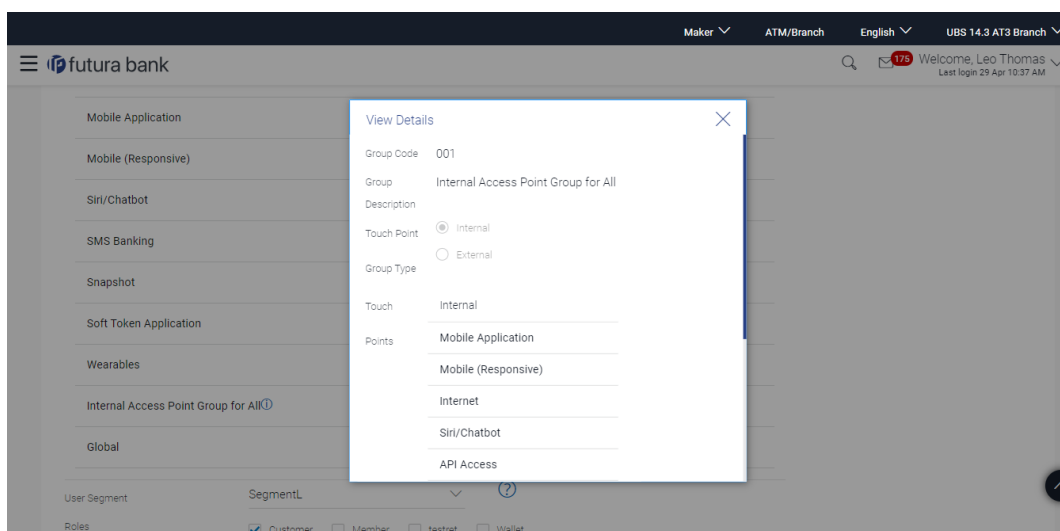 Maker ATM/Branch English UBS 14.3 AT3 Branch
futura bank 175 Welcome, Leo Thomas
Last login 29 Apr 10:37 AM
Mobile Application
Mobile (Responsive)
Siri/Chatbot
SMS Banking
Snapshot
Soft Token Application
Wearables
Internal Access Point Group for All
Global
User Segment SegmentL
Roles Customer Member testret Wallet
View Details
Group Code 001
Group Internal Access Point Group for All
Description
Touch Point Internal
External
Group Type
Touch Internal
Points Mobile Application
Mobile (Responsive)
Internet
Siri/Chatbot
API Access